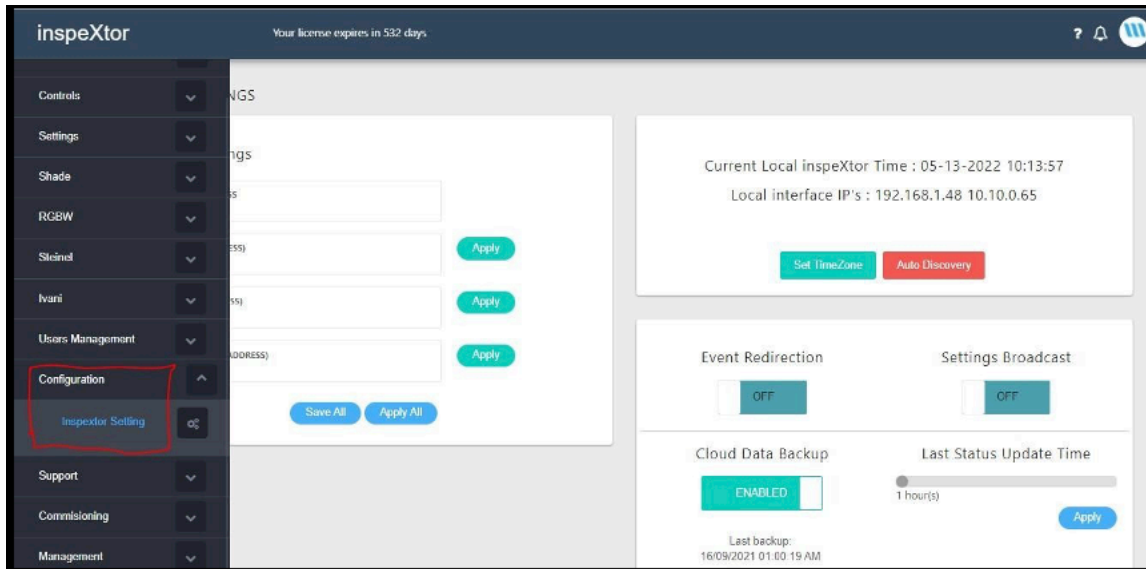 inspeXtor
Your license expires in 532 days
?
Controls
Settings
Shade
RGBW
Steinel
Ivani
Users Management
Configuration
Inspextor Setting
Support
Commisioning
Management
NGS
ngs
SS
ESS)
Apply
SS)
Apply
ADDRESS)
Apply
Save All
Apply All
Current Local inspeXtor Time : 05-13-2022 10:13:57
Local interface IP's : 192.168.1.48 10.10.0.65
Set TimeZone
Auto Discovery
Event Redirection
Settings Broadcast
OFF
OFF
Cloud Data Backup
Last Status Update Time
ENABLED
1 hour(s)
Apply
Last backup:
16/09/2021 01:00:19 AM